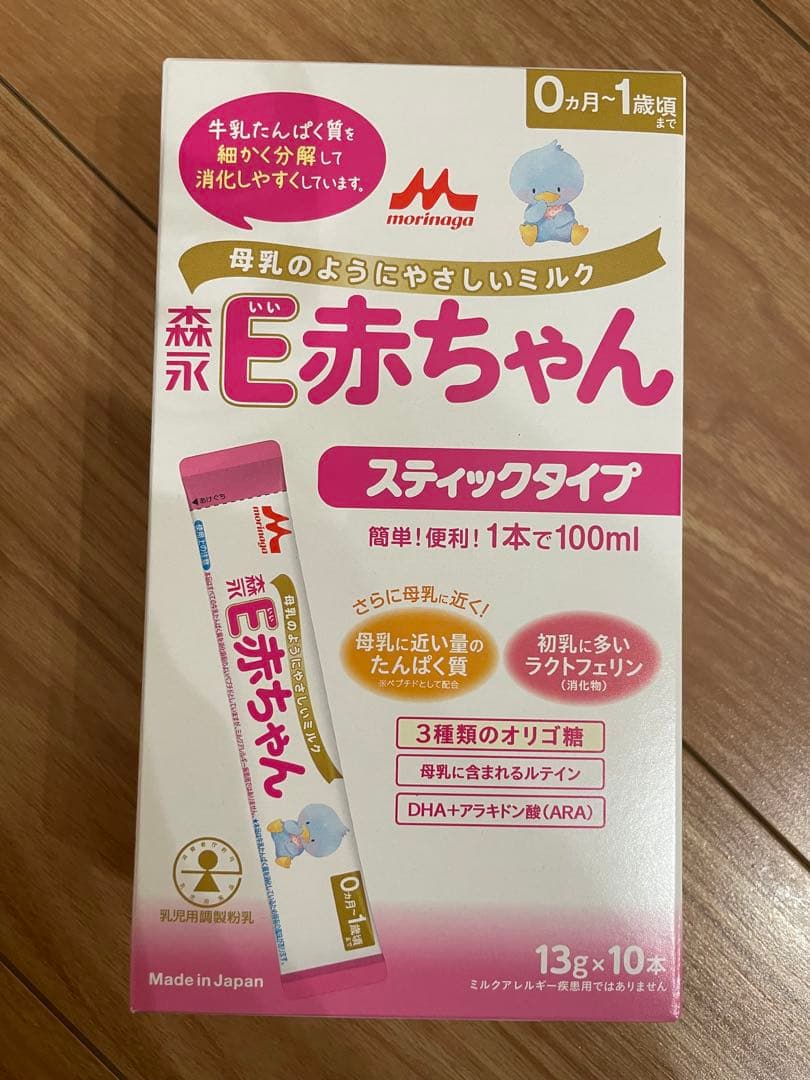 0ヵ月~1歳頃
まで
牛乳たんぱく質を
細かく分解して
消化しやすくしています。
morinaga
母乳のようにやさしいミルク
森永
いい
E赤ちゃん
スティックタイプ
簡単!便利!1本で100ml
さらに母乳に近く!
母乳に近い量の
たんぱく質
※ペプチドとして配合
初乳に多い
ラクトフェリン
(消化物)
3種類のオリゴ糖
母乳に含まれるルテイン
DHA+アラキドン酸(ARA)
◀あけくち
morinaga
母乳のようにやさしいミルク
森永
いい
E赤ちゃん
0ヵ月~1歳頃
まで
乳児用調製粉乳
Made in Japan
13g×10本
ミルクアレルギー疾患用ではありません